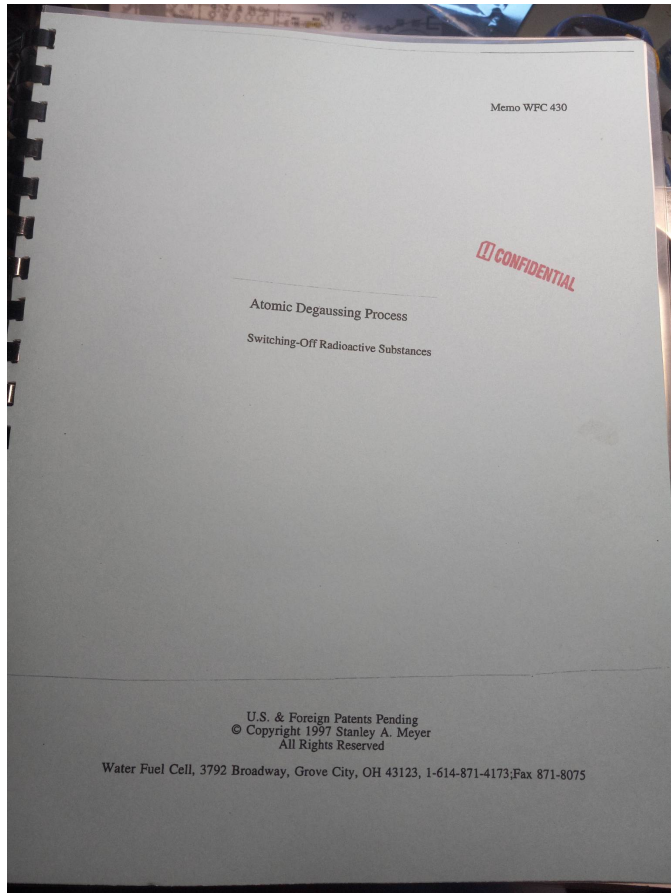 Memo WFC 430
CONFIDENTIAL
Atomic Degaussing Process
Switching-Off Radioactive Substances
U.S. & Foreign Patents Pending
© Copyright 1997 Stanley A. Meyer
All Rights Reserved
Water Fuel Cell, 3792 Broadway, Grove City, OH 43123, 1-614-871-4173;Fax 871-8075